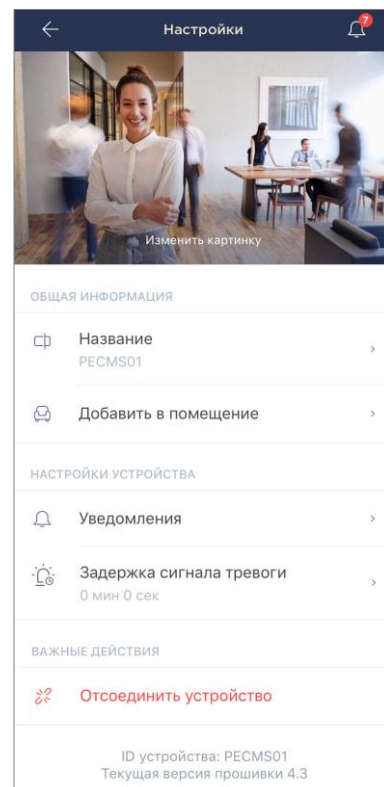 Настройки
7
Изменить картинку
ОБЩАЯ ИНФОРМАЦИЯ
Название
PECMS01
Добавить в помещение
НАСТРОЙКИ УСТРОЙСТВА
Уведомления
Задержка сигнала тревоги
0 мин 0 сек
ВАЖНЫЕ ДЕЙСТВИЯ
Отсоединить устройство
ID устройства: PECMS01
Текущая версия прошивки 4.3